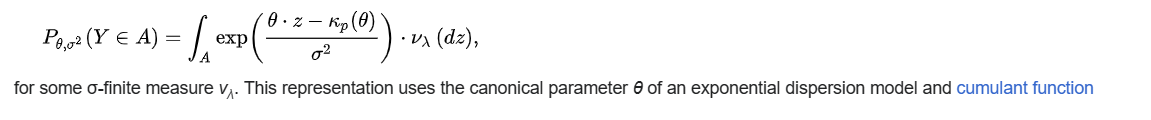 P_{θ,σ²}(Y ∈ A) = ∫_A exp( (θ · z − κ_p(θ)) / σ² ) · ν_λ (dz),
for some σ-finite measure ν_λ. This representation uses the canonical parameter θ of an exponential dispersion model and cumulant function